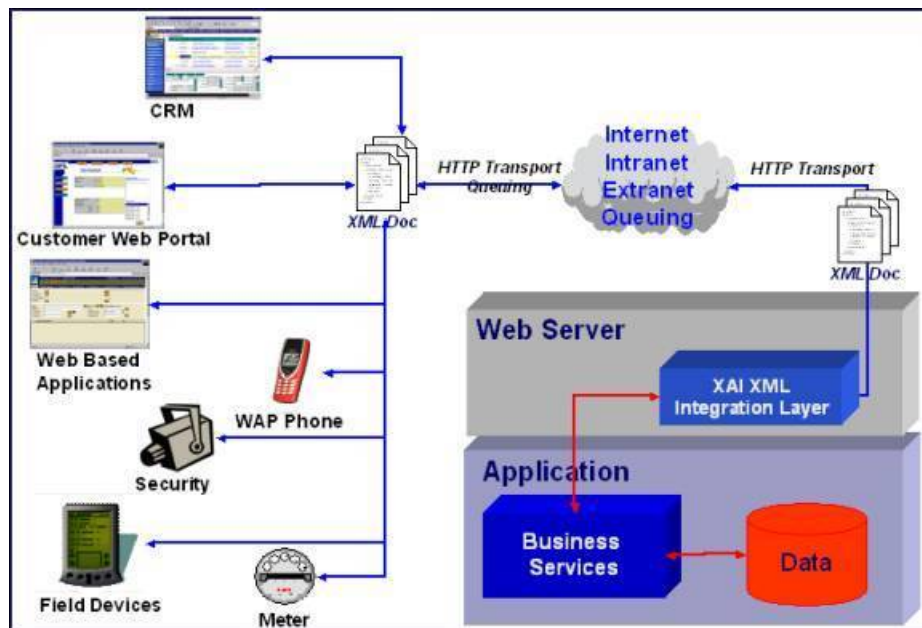 CRM
Customer Web Portal
Web Based
Applications
WAP Phone
Security
Field Devices
Meter
XML Doc
HTTP Transport
Queuing
Internet
Intranet
Extranet
Queuing
HTTP Transport
XML Doc
Web Server
XAI XML
Integration Layer
Application
Business
Services
Data